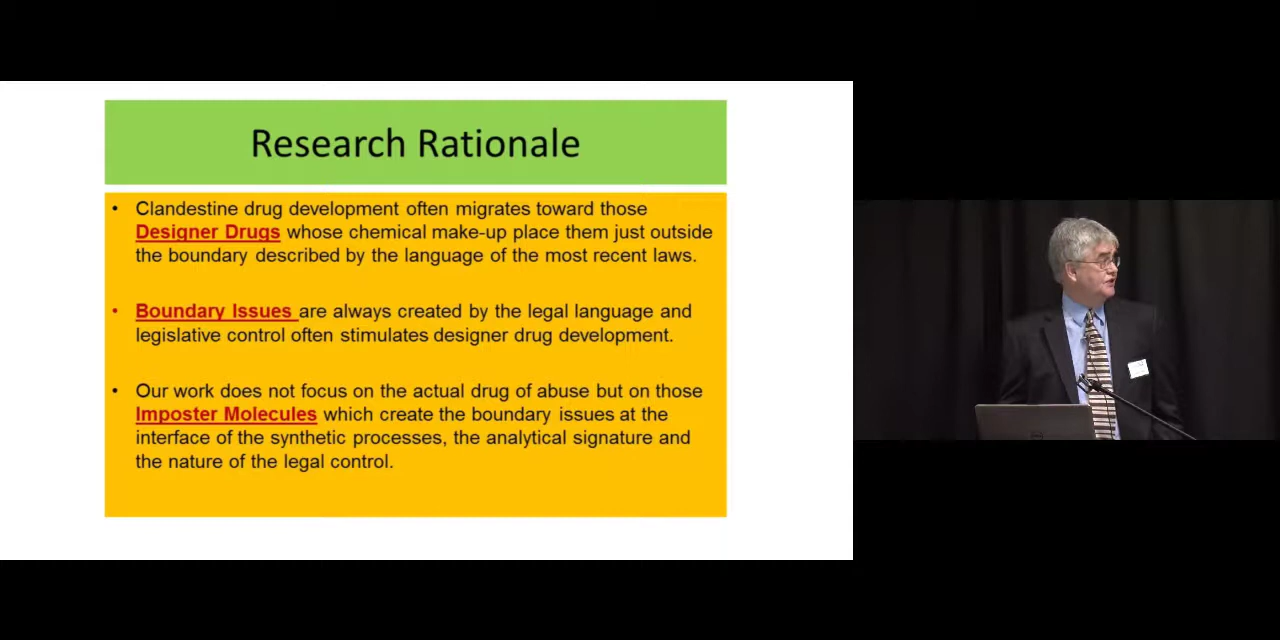 Research Rationale
• Clandestine drug development often migrates toward those
Designer Drugs whose chemical make-up place them just outside
the boundary described by the language of the most recent laws.
• Boundary Issues are always created by the legal language and
legislative control often stimulates designer drug development.
• Our work does not focus on the actual drug of abuse but on those
Imposter Molecules which create the boundary issues at the
interface of the synthetic processes, the analytical signature and
the nature of the legal control.